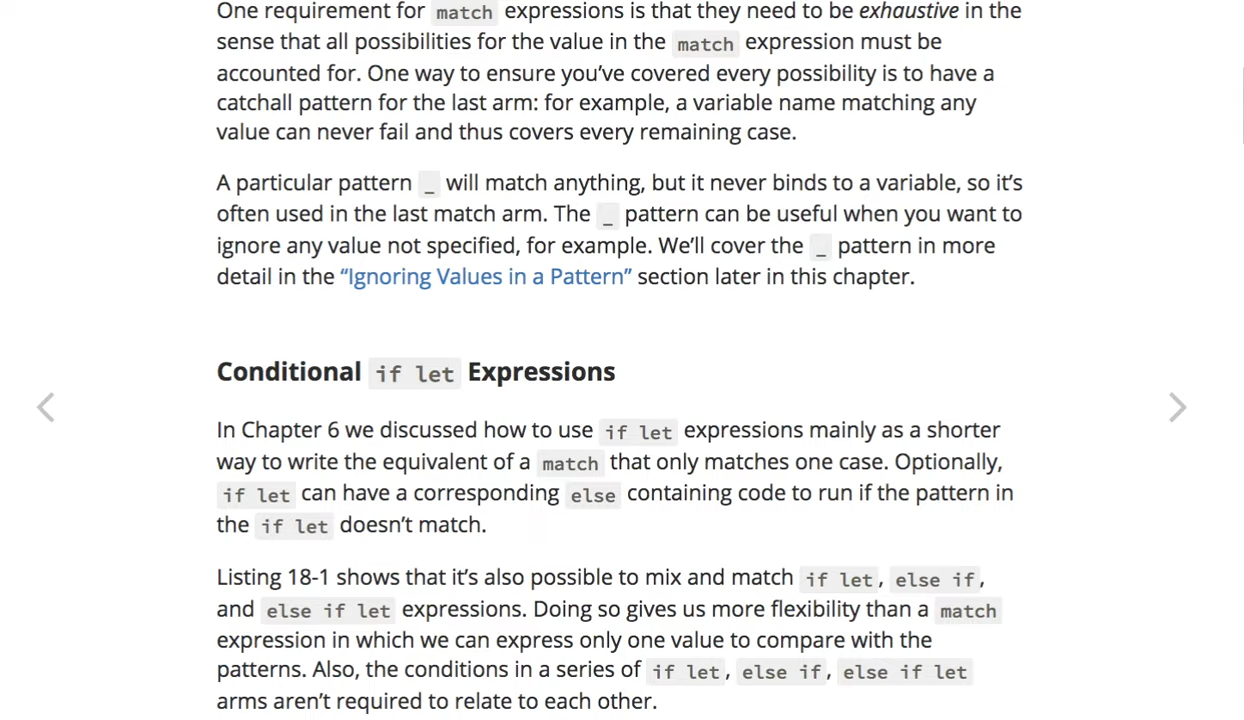 One requirement for match expressions is that they need to be exhaustive in the
sense that all possibilities for the value in the match expression must be
accounted for. One way to ensure you’ve covered every possibility is to have a
catchall pattern for the last arm: for example, a variable name matching any
value can never fail and thus covers every remaining case.
A particular pattern _ will match anything, but it never binds to a variable, so it’s
often used in the last match arm. The _ pattern can be useful when you want to
ignore any value not specified, for example. We’ll cover the _ pattern in more
detail in the “Ignoring Values in a Pattern” section later in this chapter.
Conditional if let Expressions
In Chapter 6 we discussed how to use if let expressions mainly as a shorter
way to write the equivalent of a match that only matches one case. Optionally,
if let can have a corresponding else containing code to run if the pattern in
the if let doesn’t match.
Listing 18-1 shows that it’s also possible to mix and match if let, else if,
and else if let expressions. Doing so gives us more flexibility than a match
expression in which we can express only one value to compare with the
patterns. Also, the conditions in a series of if let, else if, else if let
arms aren’t required to relate to each other.